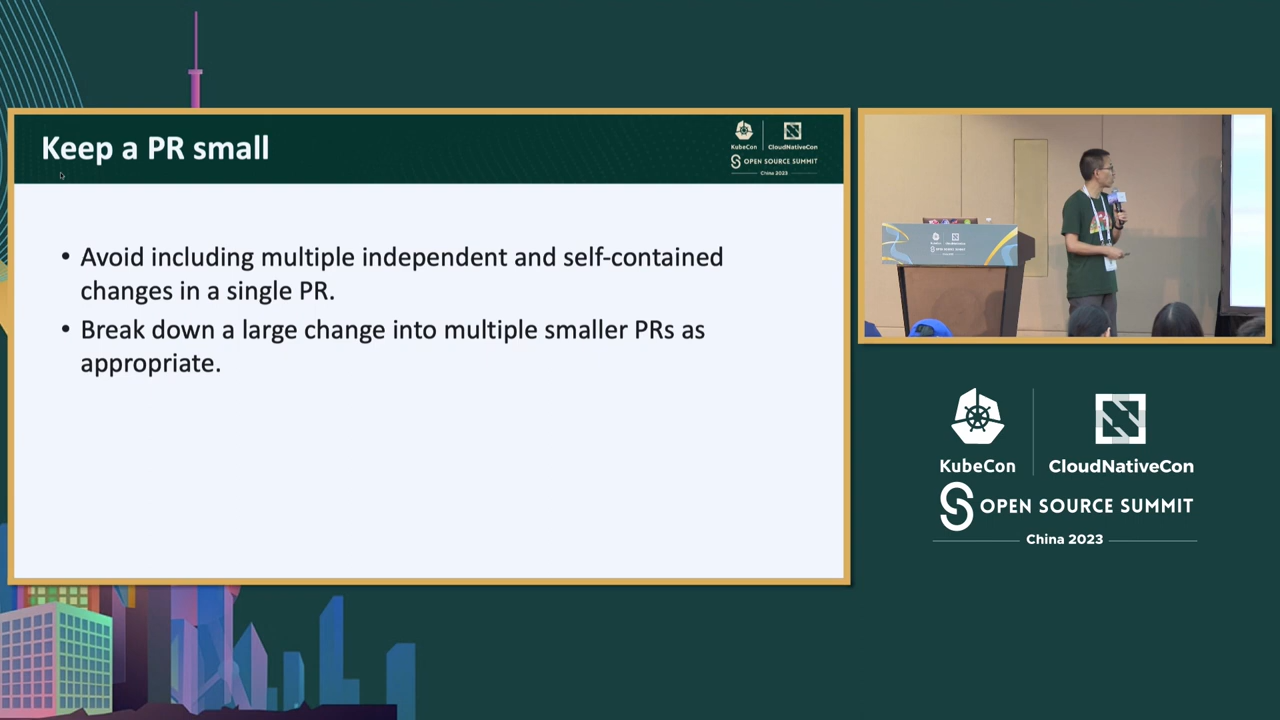 Keep a PR small
KubeCon
CloudNativeCon
OPEN SOURCE SUMMIT
China 2023
• Avoid including multiple independent and self-contained
changes in a single PR.
• Break down a large change into multiple smaller PRs as
appropriate.
KubeCon
CloudNativeCon
OPEN SOURCE SUMMIT
China 2023